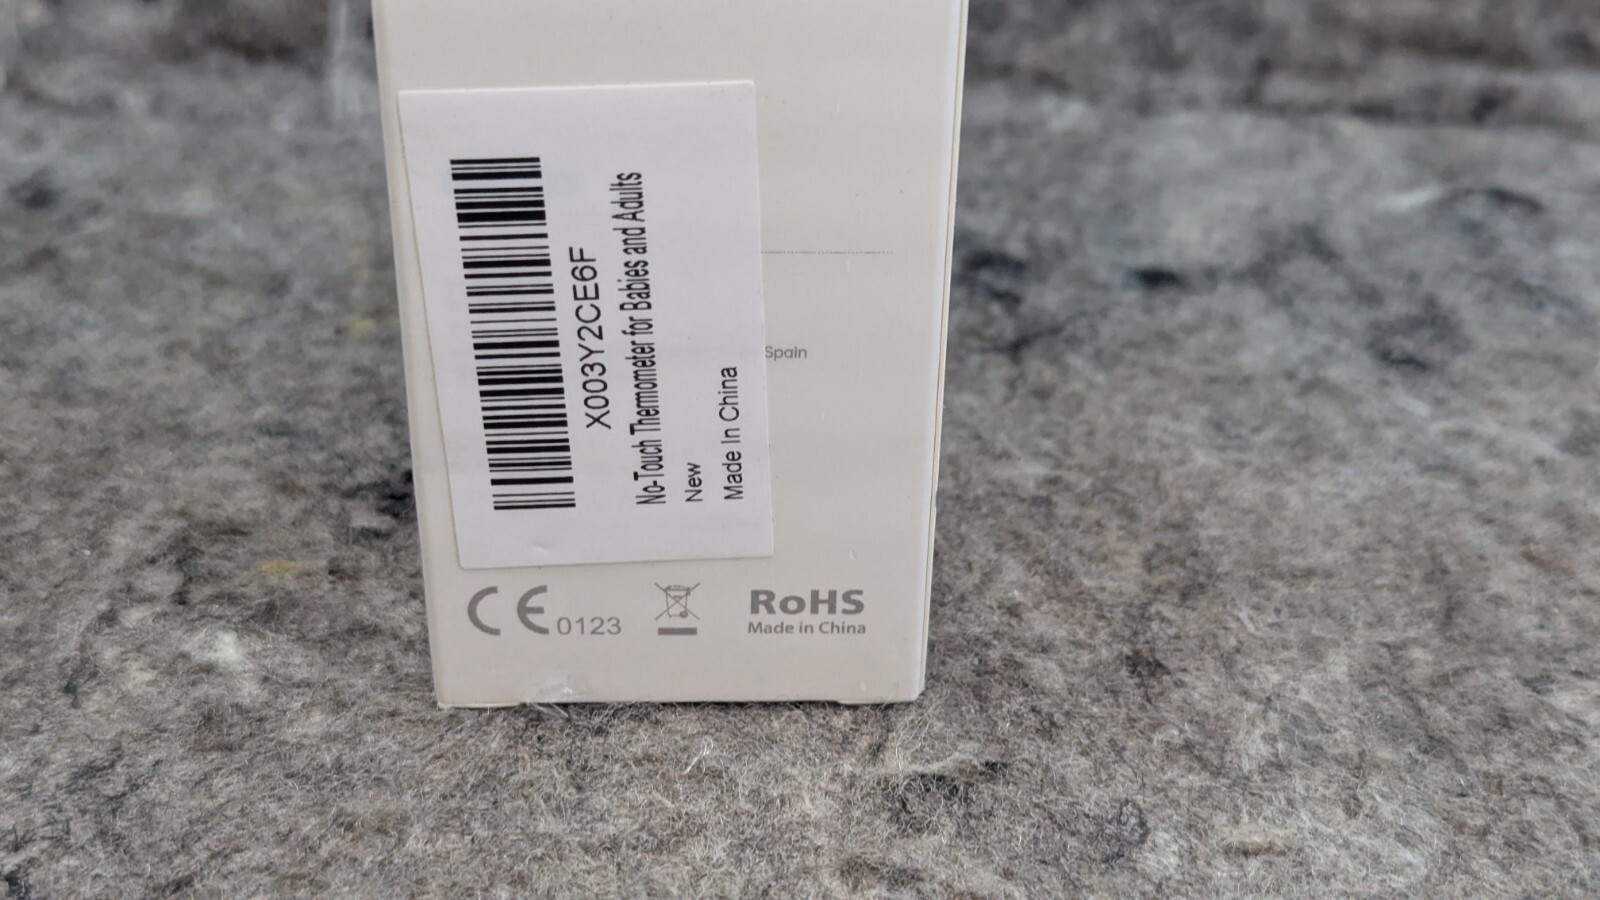 X003Y2CE6F
No-Touch Thermometer for Babies and Adults
New
Made In China
Spain
CE 0123
RoHS
Made in China